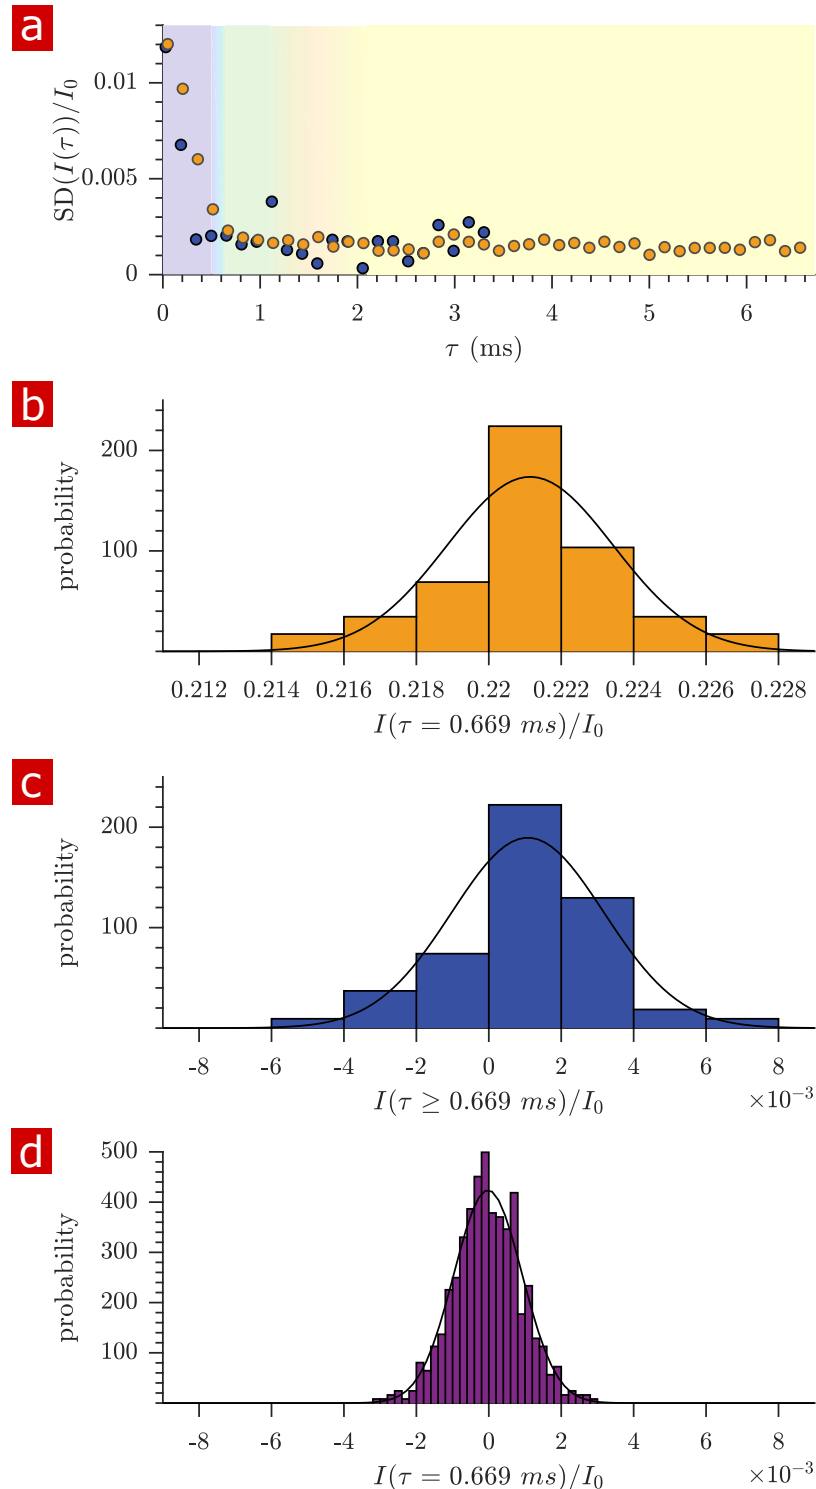 a
SD(I(τ))/I₀
0.01
0.005
0
0 1 2 3 4 5 6
τ (ms)
b
probability
200
100
0.212 0.214 0.216 0.218 0.22 0.222 0.224 0.226 0.228
I(τ = 0.669 ms)/I₀
c
probability
200
100
-8 -6 -4 -2 0 2 4 6 8
I(τ ≥ 0.669 ms)/I₀ ×10⁻³
d
probability
500
400
300
200
100
-8 -6 -4 -2 0 2 4 6 8
I(τ = 0.669 ms)/I₀ ×10⁻³